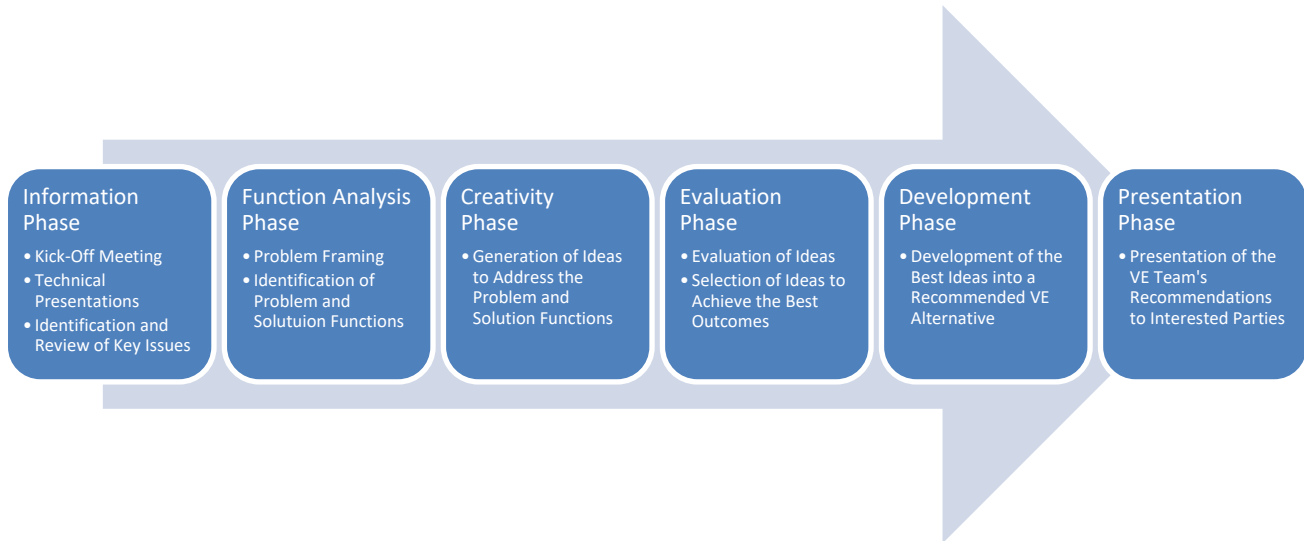 Information
Phase
• Kick-Off Meeting
• Technical
Presentations
• Identification and
Review of Key Issues
Function Analysis
Phase
• Problem Framing
• Identification of
Problem and
Solutuion Functions
Creativity
Phase
• Generation of Ideas
to Address the
Problem and
Solution Functions
Evaluation
Phase
• Evaluation of Ideas
• Selection of Ideas to
Achieve the Best
Outcomes
Development
Phase
• Development of the
Best Ideas into a
Recommended VE
Alternative
Presentation
Phase
• Presentation of the
VE Team's
Recommendations
to Interested Parties